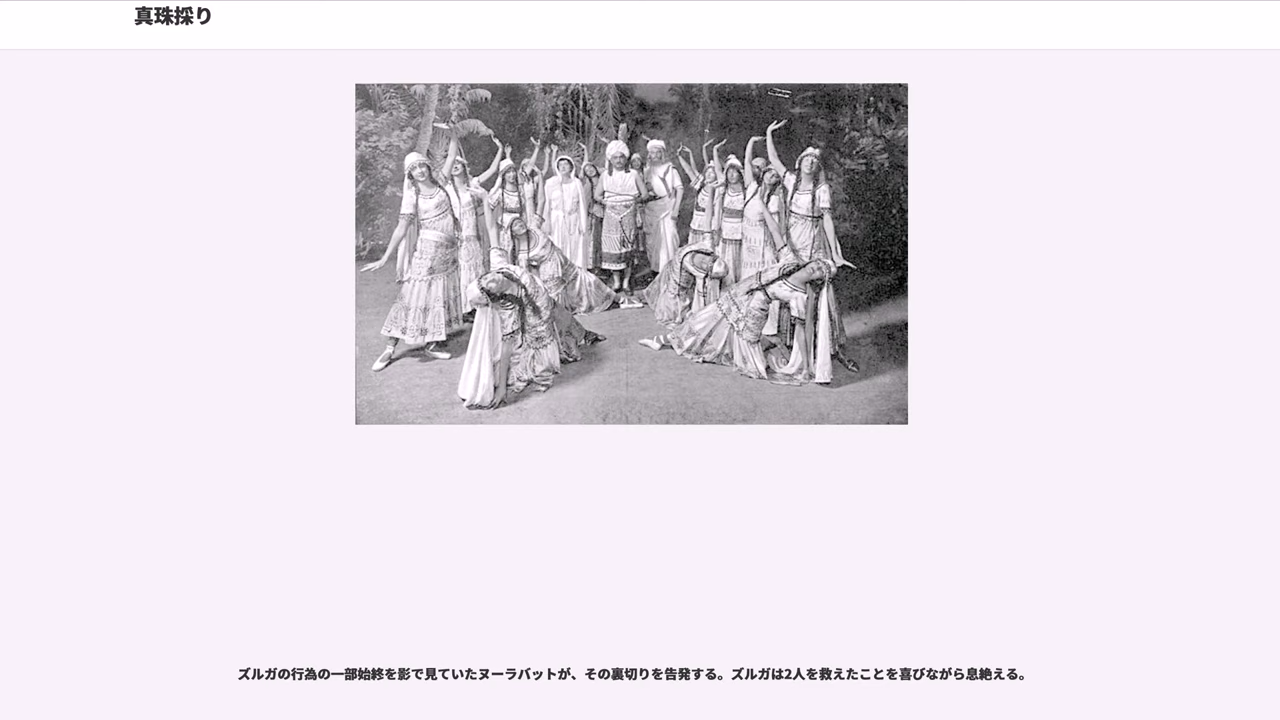 真珠採り
ズルガの行為の一部始終を影で見ていたヌーラバットが、その裏切りを告発する。ズルガは2人を救えたことを喜びながら息絶える。